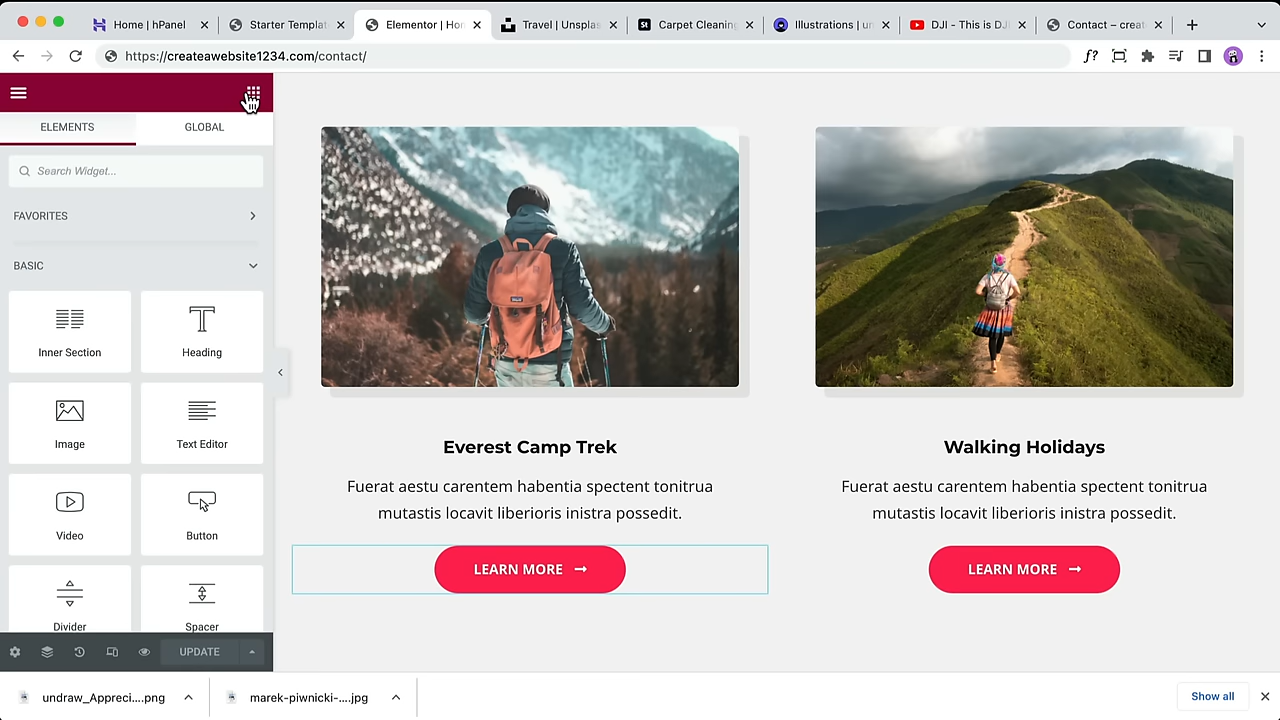 Home | hPanel
Starter Templat
Elementor | Ho
Travel | Unsplas
Carpet Cleaning
Illustrations | un
DJI - This is DJ
Contact – creat
https://createawebsite1234.com/contact/
f?
ELEMENTS
GLOBAL
Search Widget...
FAVORITES
BASIC
Inner Section
Heading
Image
Text Editor
Video
Button
Divider
Spacer
UPDATE
Everest Camp Trek
Fuerat aestu carentem habentia spectent tonitrua
mutastis locavit liberioris inistra possedit.
LEARN MORE
Walking Holidays
Fuerat aestu carentem habentia spectent tonitrua
mutastis locavit liberioris inistra possedit.
LEARN MORE
undraw_Appreci....png
marek-piwnicki-....jpg
Show all